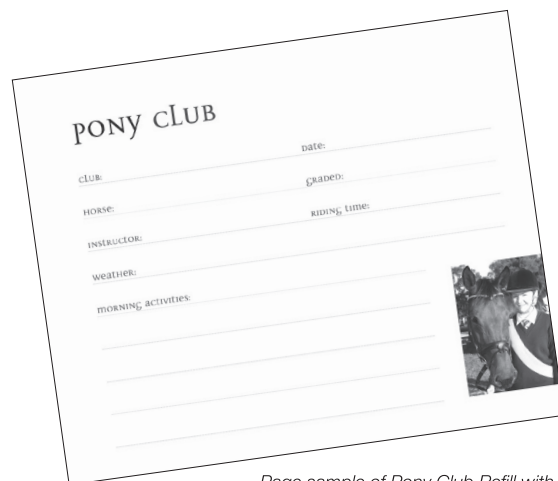 pony club
club: Date:
Horse: Graded:
Instructor: Riding time:
Weather:
Morning activities:
Page sample of Pony Club Refill with